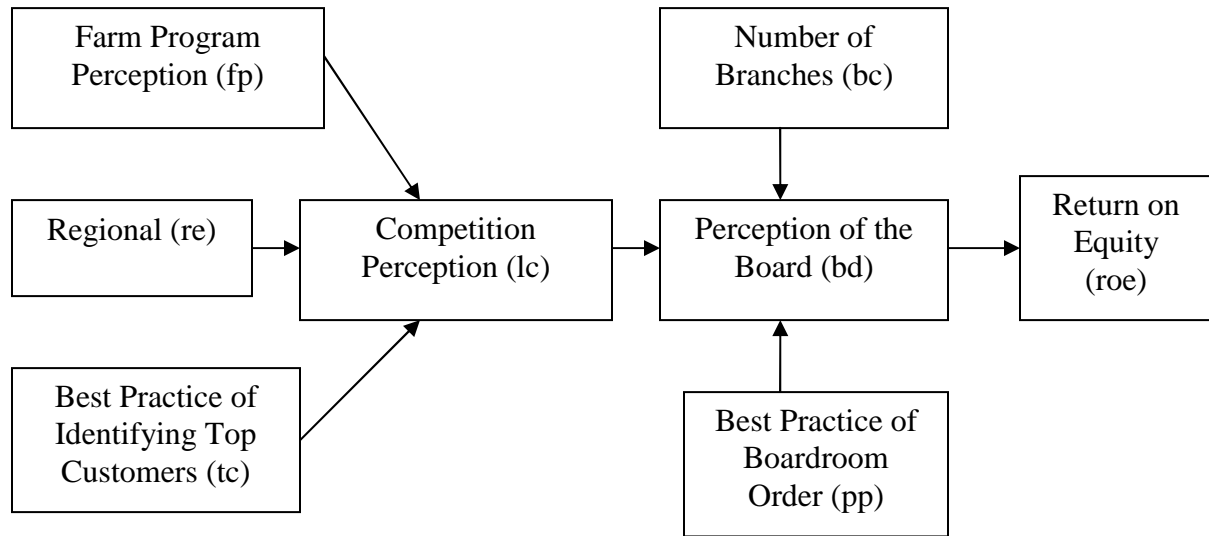 Farm Program
Perception (fp)
Number of
Branches (bc)
Regional (re)
Competition
Perception (lc)
Perception of the
Board (bd)
Return on
Equity
(roe)
Best Practice of
Identifying Top
Customers (tc)
Best Practice of
Boardroom
Order (pp)